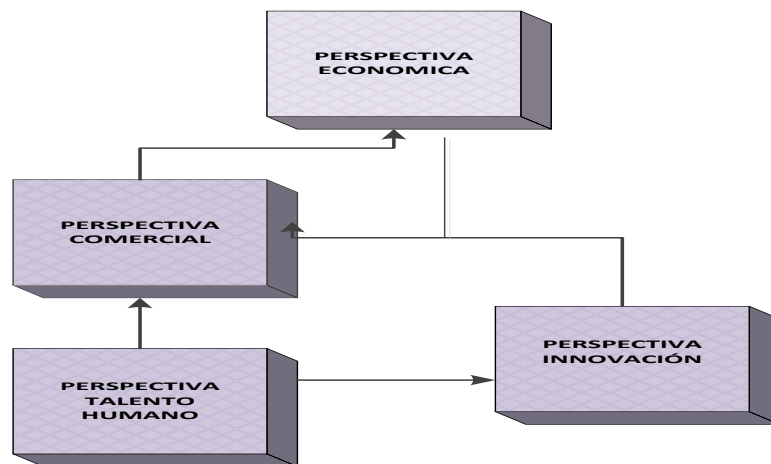 PERSPECTIVA
ECONOMICA
PERSPECTIVA
COMERCIAL
PERSPECTIVA
INNOVACIÓN
PERSPECTIVA
TALENTO
HUMANO